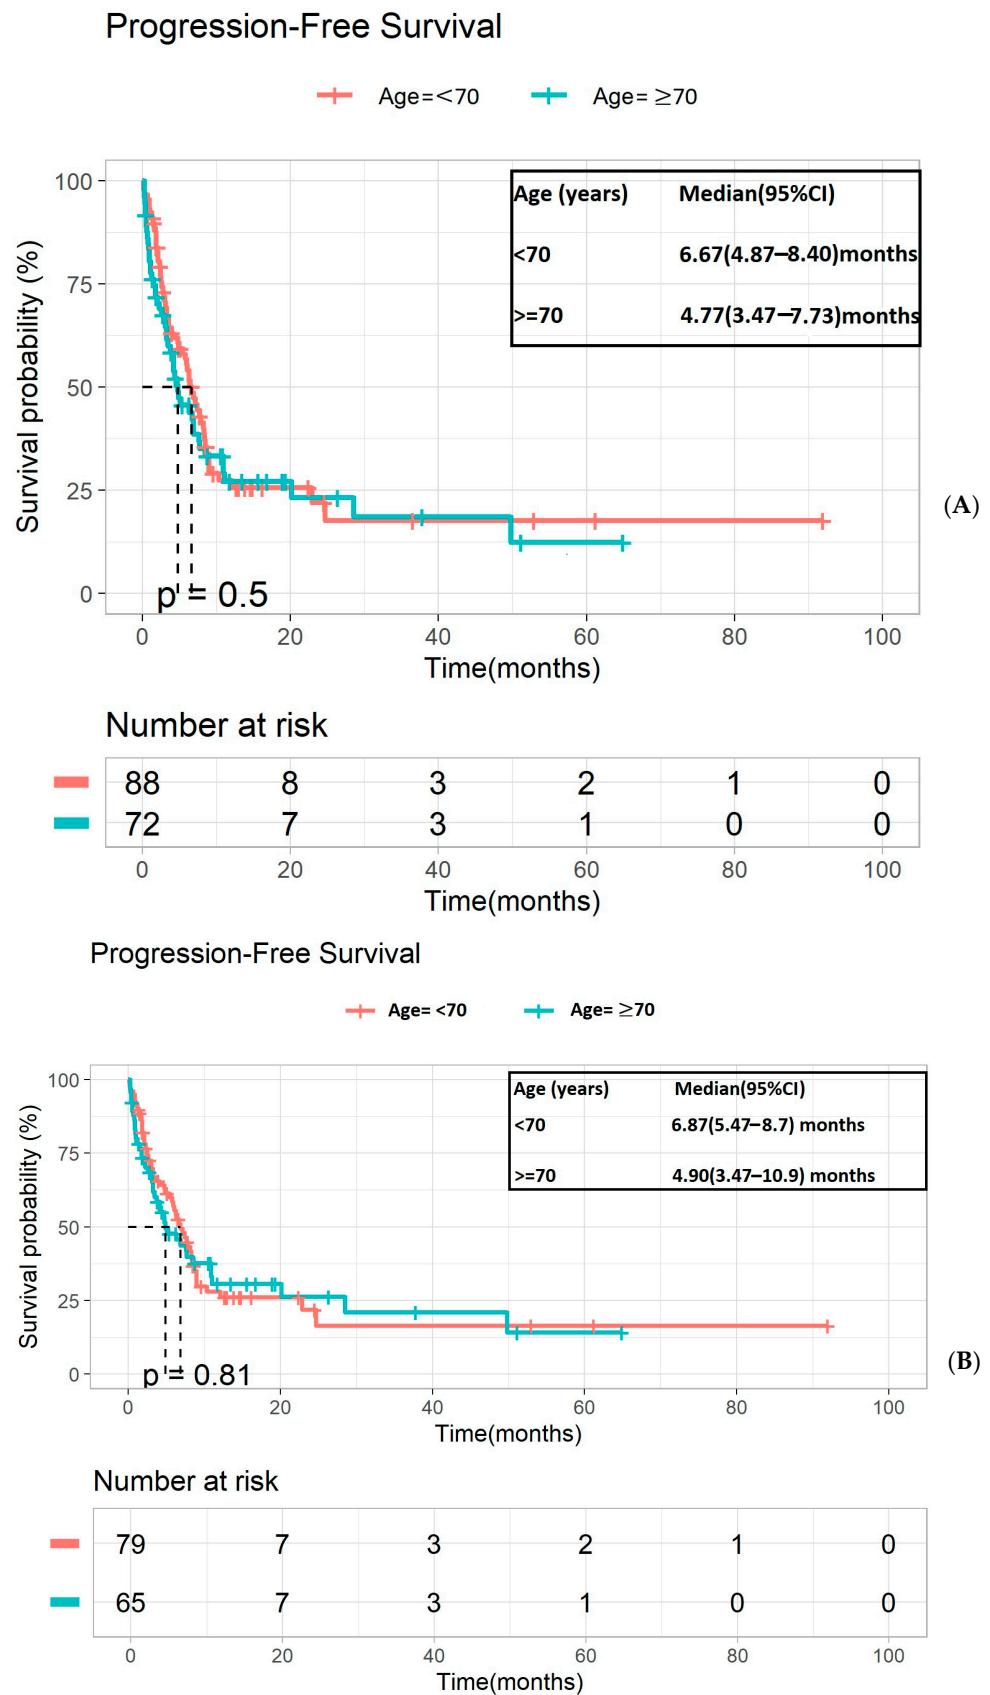 Progression-Free Survival
Age=<70 Age= ≥70
Survival probability (%)
100
75
50
25
0
Age (years) Median(95%CI)
<70 6.67(4.87–8.40)months
>=70 4.77(3.47–7.73)months
p = 0.5
(A)
0 20 40 60 80 100
Time(months)
Number at risk
88 8 3 2 1 0
72 7 3 1 0 0
0 20 40 60 80 100
Time(months)
Progression-Free Survival
Age= <70 Age= ≥70
Survival probability (%)
100
75
50
25
0
Age (years) Median(95%CI)
<70 6.87(5.47–8.7) months
>=70 4.90(3.47–10.9) months
p = 0.81
(B)
0 20 40 60 80 100
Time(months)
Number at risk
79 7 3 2 1 0
65 7 3 1 0 0
0 20 40 60 80 100
Time(months)